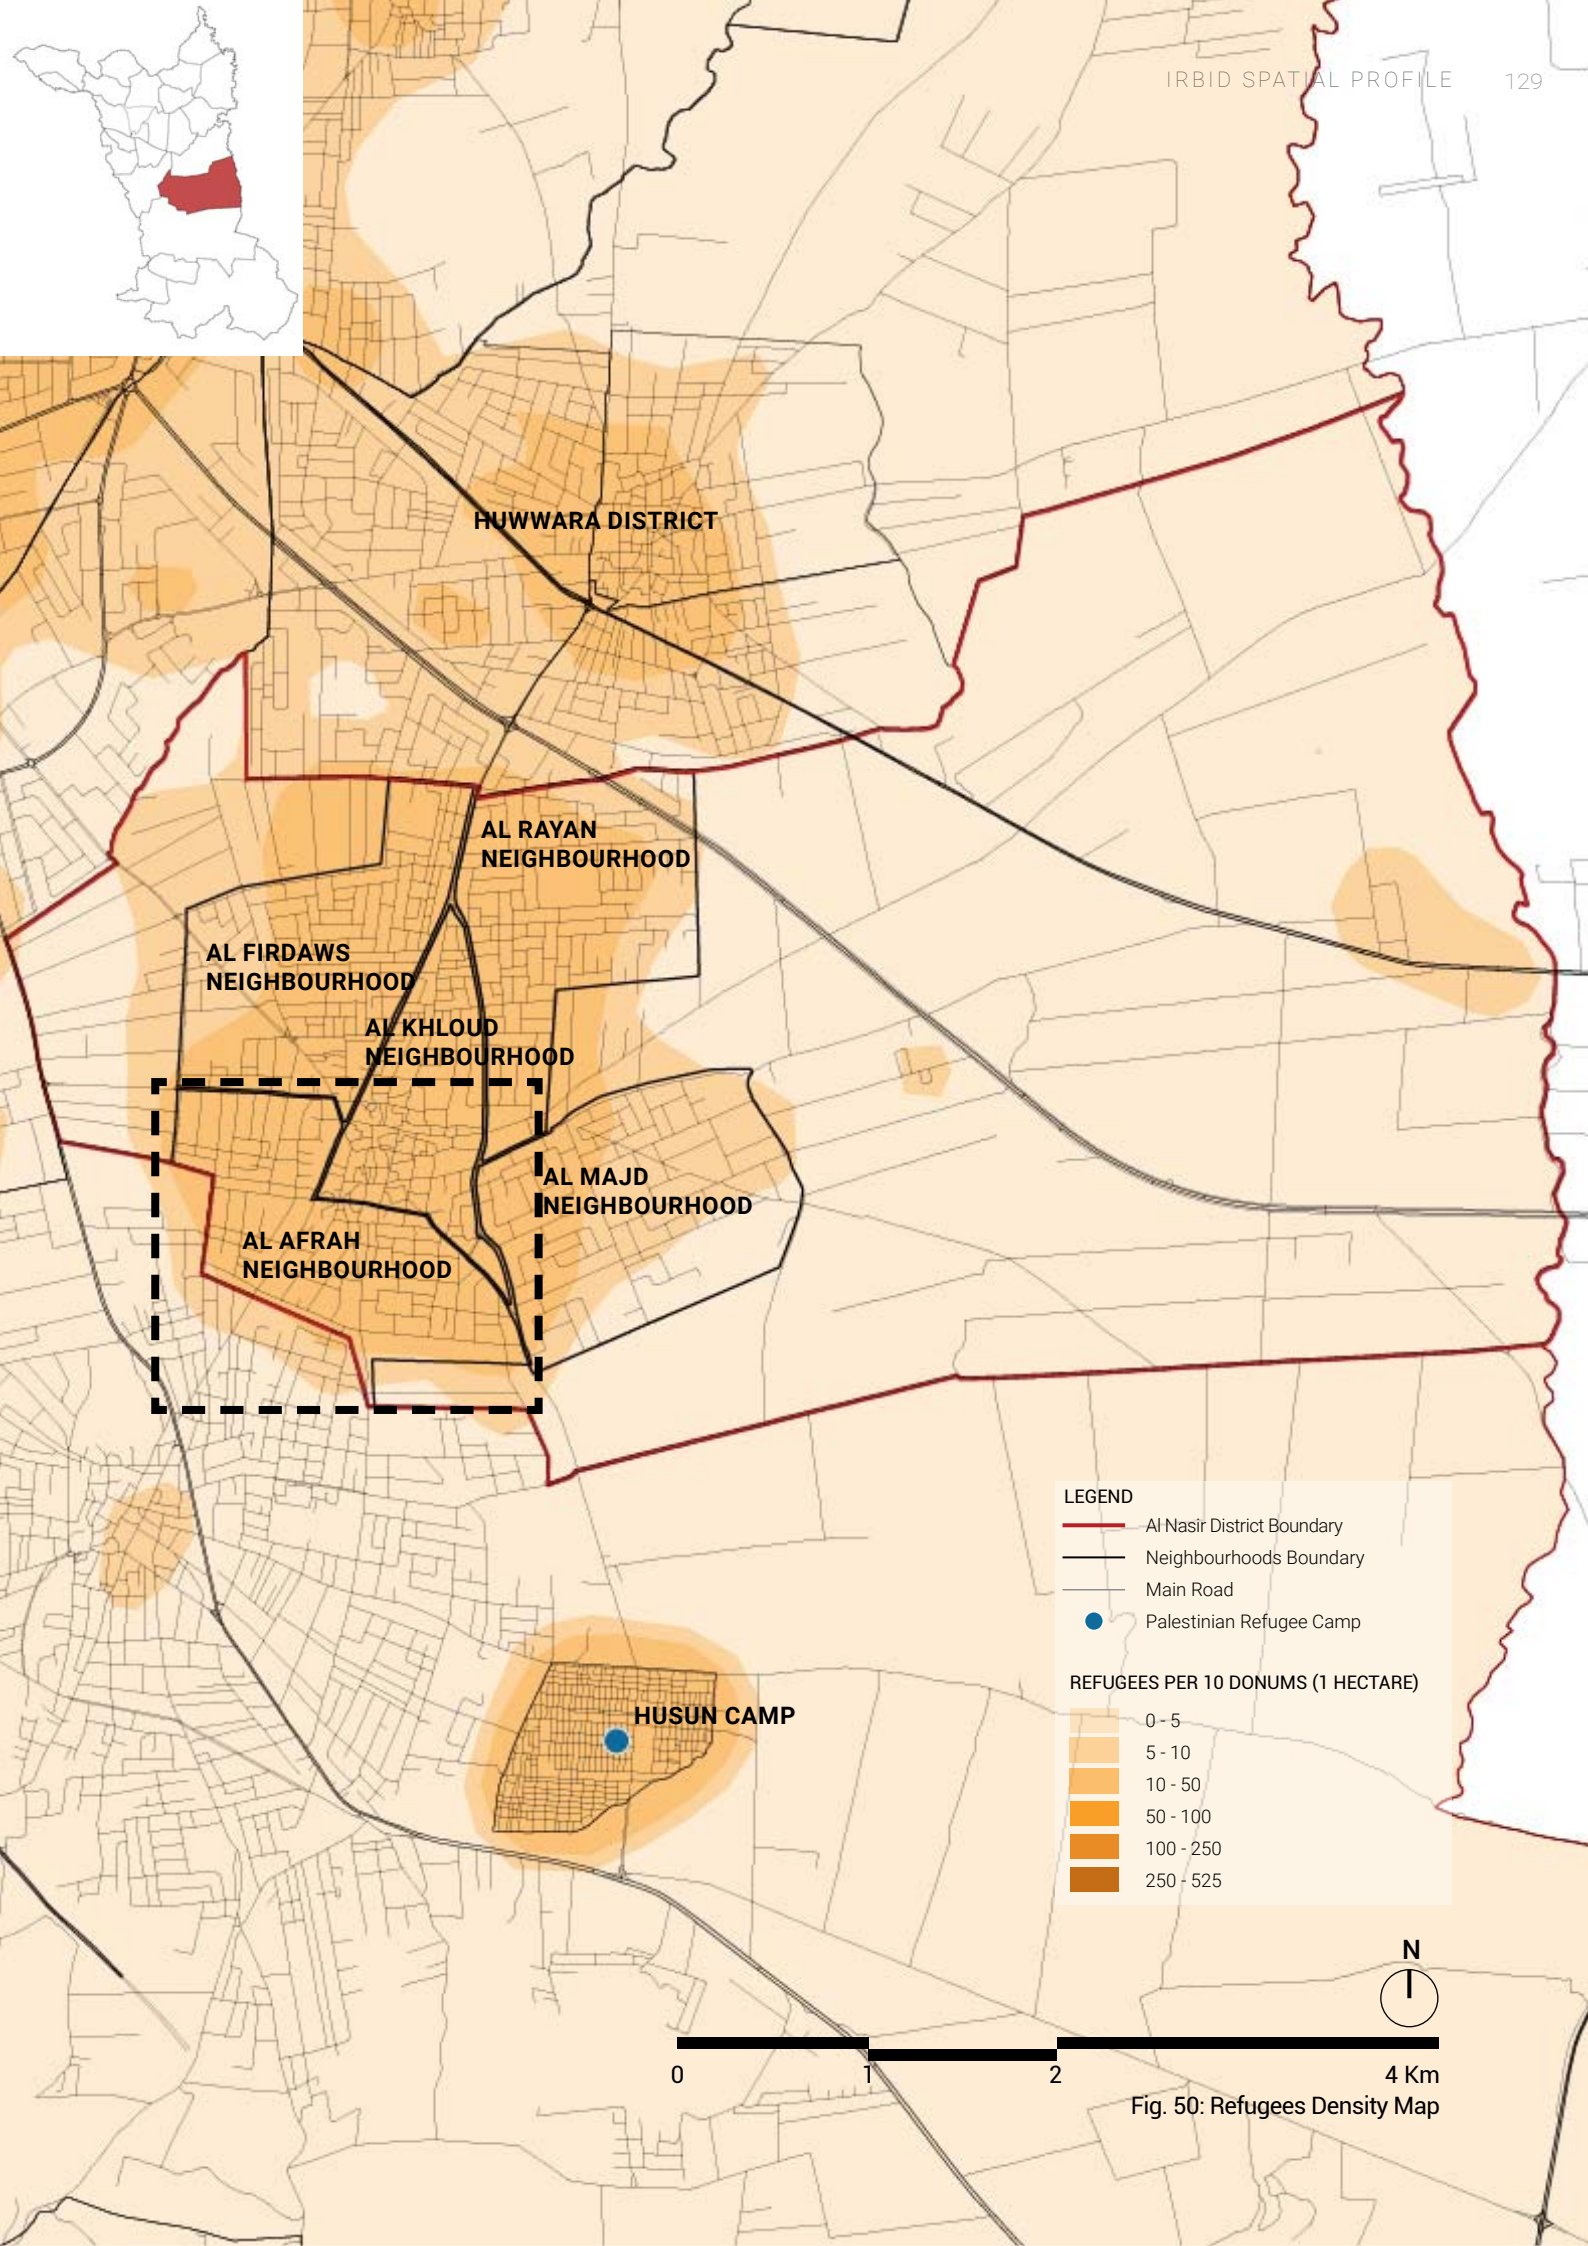 IRBID SPATIAL PROFILE 129
HUWWARA DISTRICT
AL RAYAN
NEIGHBOURHOOD
AL FIRDAWS
NEIGHBOURHOOD
AL KHLOUD
NEIGHBOURHOOD
AL MAJD
NEIGHBOURHOOD
AL AFRAH
NEIGHBOURHOOD
LEGEND
Al Nasir District Boundary
Neighbourhoods Boundary
Main Road
Palestinian Refugee Camp
REFUGEES PER 10 DONUMS (1 HECTARE)
0 - 5
5 - 10
10 - 50
50 - 100
100 - 250
250 - 525
HUSUN CAMP
N
0 1 2 4 Km
Fig. 50: Refugees Density Map